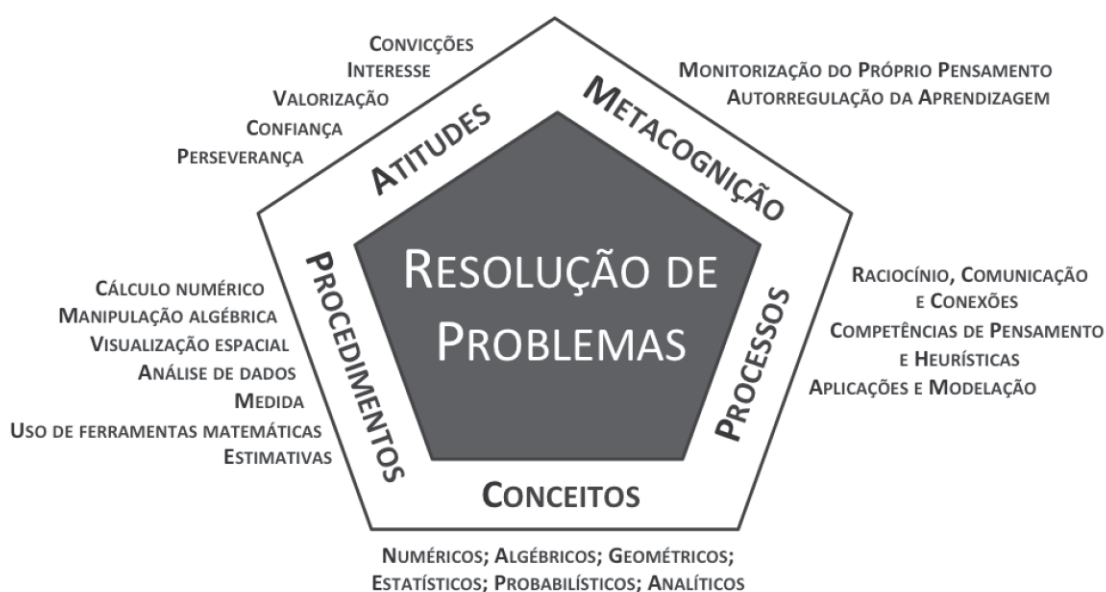 Convicções
Interesse
Valorização
Confiança
Perseverança
Atitudes
Metacognição
Monitorização do Próprio Pensamento
Autorregulação da Aprendizagem
Resolução de
Problemas
Cálculo numérico
Manipulação algébrica
Visualização espacial
Análise de dados
Medida
Uso de ferramentas matemáticas
Estimativas
Procedimentos
Processos
Raciocínio, Comunicação
e Conexões
Competências de Pensamento
e Heurísticas
Aplicações e Modelação
Conceitos
Numéricos; Algébricos; Geométricos;
Estatísticos; Probabilísticos; Analíticos